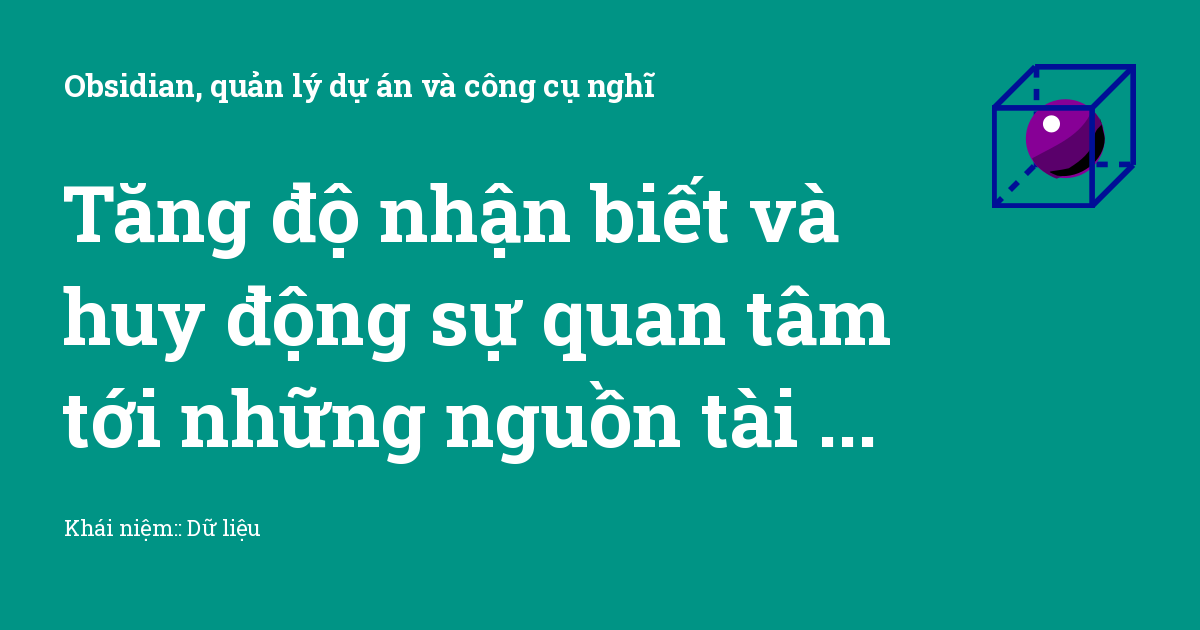 Obsidian, quản lý dự án và công cụ nghĩ
Tăng độ nhận biết và
huy động sự quan tâm
tới những nguồn tài ...
Khái niệm:: Dữ liệu